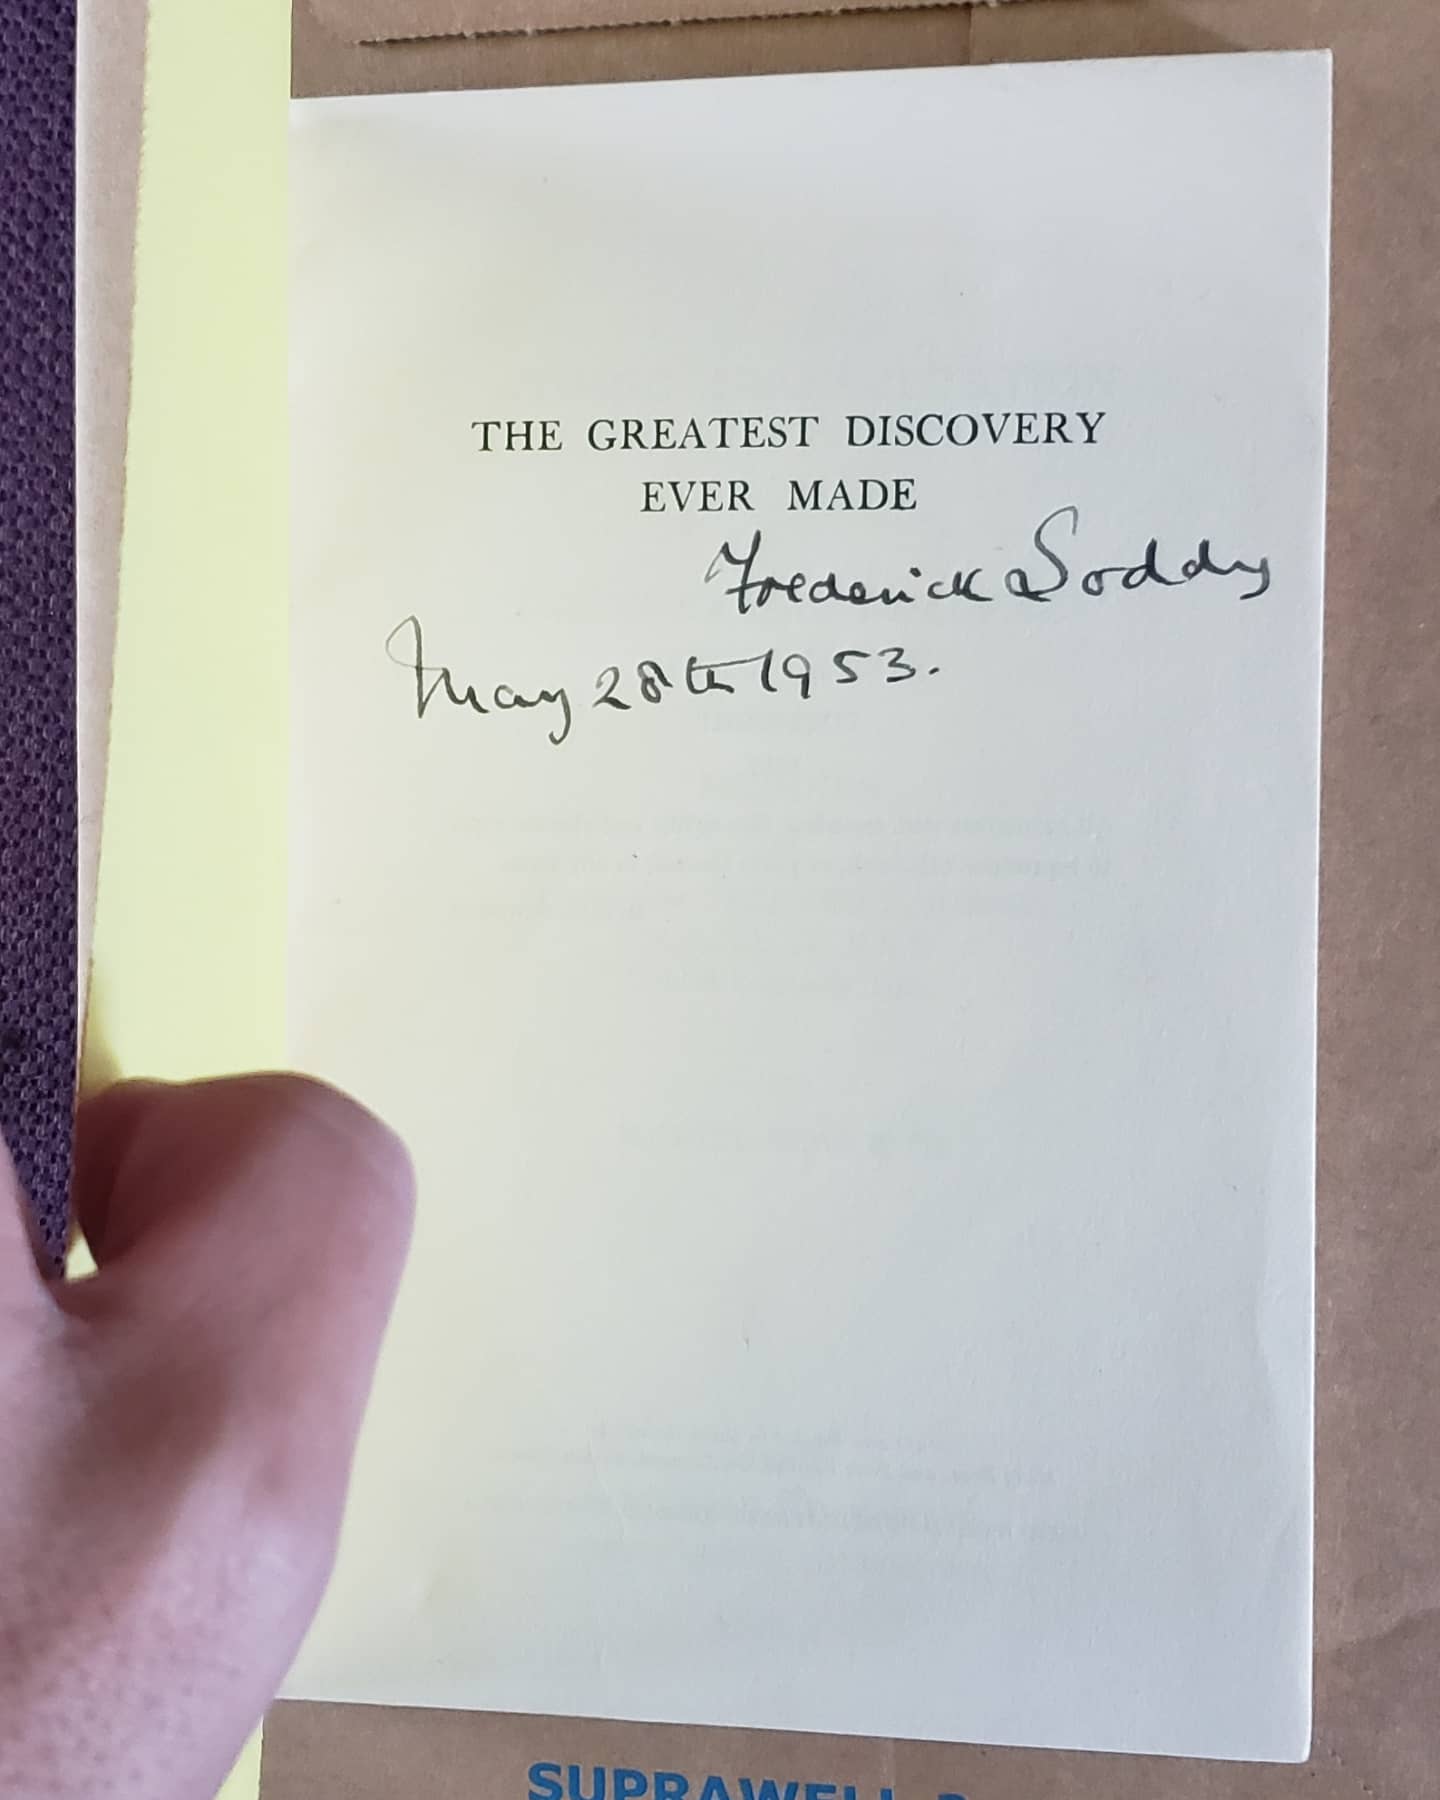 THE GREATEST DISCOVERY
EVER MADE
Frederick Soddy
May 28th 1953.
SUPRAWELL